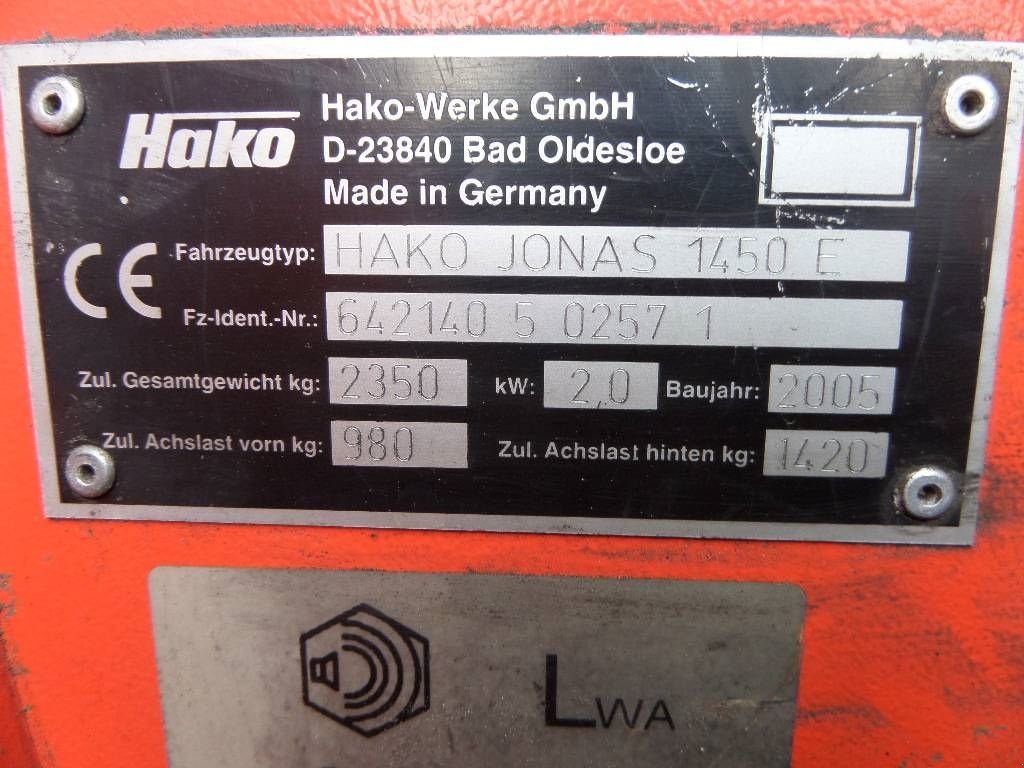 Hako
Hako-Werke GmbH
D-23840 Bad Oldesloe
Made in Germany
CE
Fahrzeugtyp: HAKO JONAS 1450 E
Fz-Ident.-Nr.: 642140 5 0257 1
Zul. Gesamtgewicht kg: 2350 kW: 2,0 Baujahr: 2005
Zul. Achslast vorn kg: 980 Zul. Achslast hinten kg: 1420
LWA